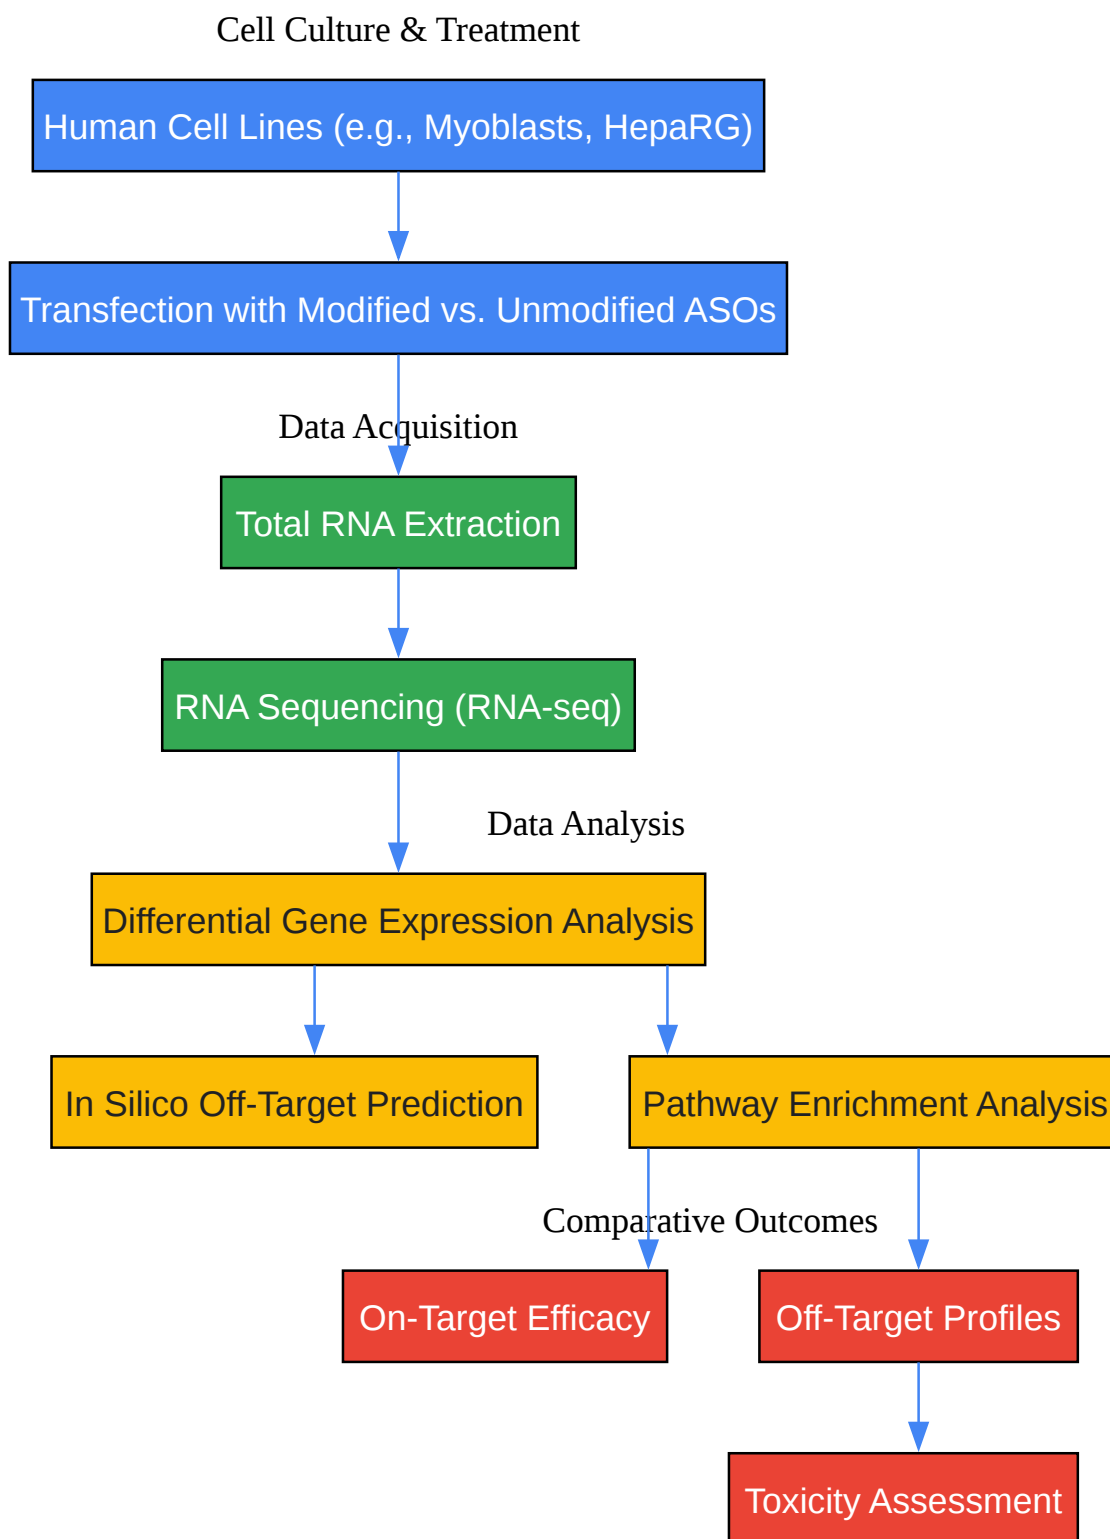 Cell Culture & Treatment
Human Cell Lines (e.g., Myoblasts, HepaRG)
Transfection with Modified vs. Unmodified ASOs
Data Acquisition
Total RNA Extraction
RNA Sequencing (RNA-seq)
Data Analysis
Differential Gene Expression Analysis
In Silico Off-Target Prediction
Pathway Enrichment Analysis
Comparative Outcomes
On-Target Efficacy
Off-Target Profiles
Toxicity Assessment